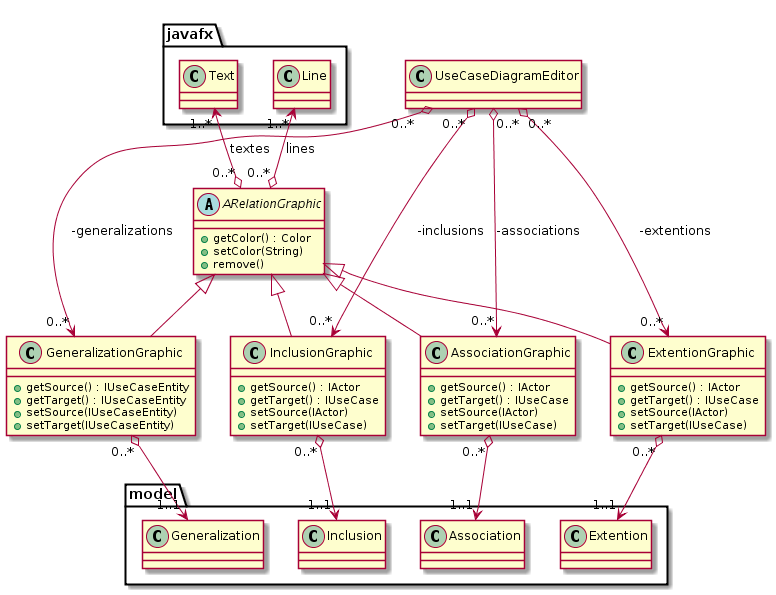 javafx
C Text
C Line
C UseCaseDiagramEditor
1..*
1..*
0..*
0..*
0..*
0..*
textes
lines
0..*
0..*
A ARelationGraphic
getColor() : Color
setColor(String)
remove()
-generalizations
-inclusions
-associations
-extentions
0..*
0..*
0..*
0..*
C GeneralizationGraphic
getSource() : IUseCaseEntity
getTarget() : IUseCaseEntity
setSource(IUseCaseEntity)
setTarget(IUseCaseEntity)
C InclusionGraphic
getSource() : IActor
getTarget() : IUseCase
setSource(IActor)
setTarget(IUseCase)
C AssociationGraphic
getSource() : IActor
getTarget() : IUseCase
setSource(IActor)
setTarget(IUseCase)
C ExtentionGraphic
getSource() : IActor
getTarget() : IUseCase
setSource(IActor)
setTarget(IUseCase)
0..*
0..*
0..*
0..*
model
1..1
1..1
1..1
1..1
C Generalization
C Inclusion
C Association
C Extention